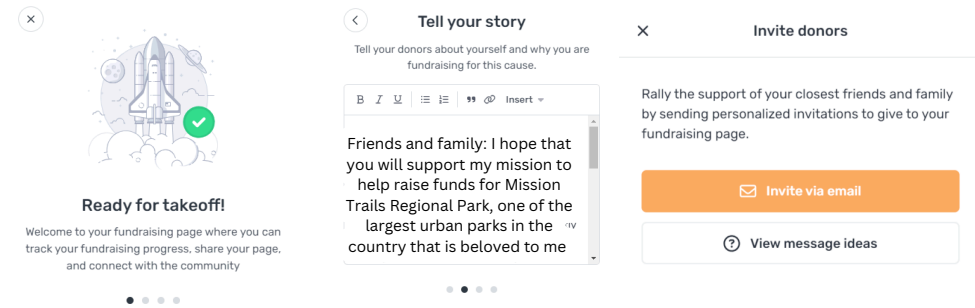 Ready for takeoff!
Welcome to your fundraising page where you can
track your fundraising progress, share your page,
and connect with the community
Tell your story
Tell your donors about yourself and why you are
fundraising for this cause.
B I U Insert
Friends and family: I hope that
you will support my mission to
help raise funds for Mission
Trails Regional Park, one of the
largest urban parks in the
country that is beloved to me
Invite donors
Rally the support of your closest friends and family
by sending personalized invitations to give to your
fundraising page.
Invite via email
View message ideas